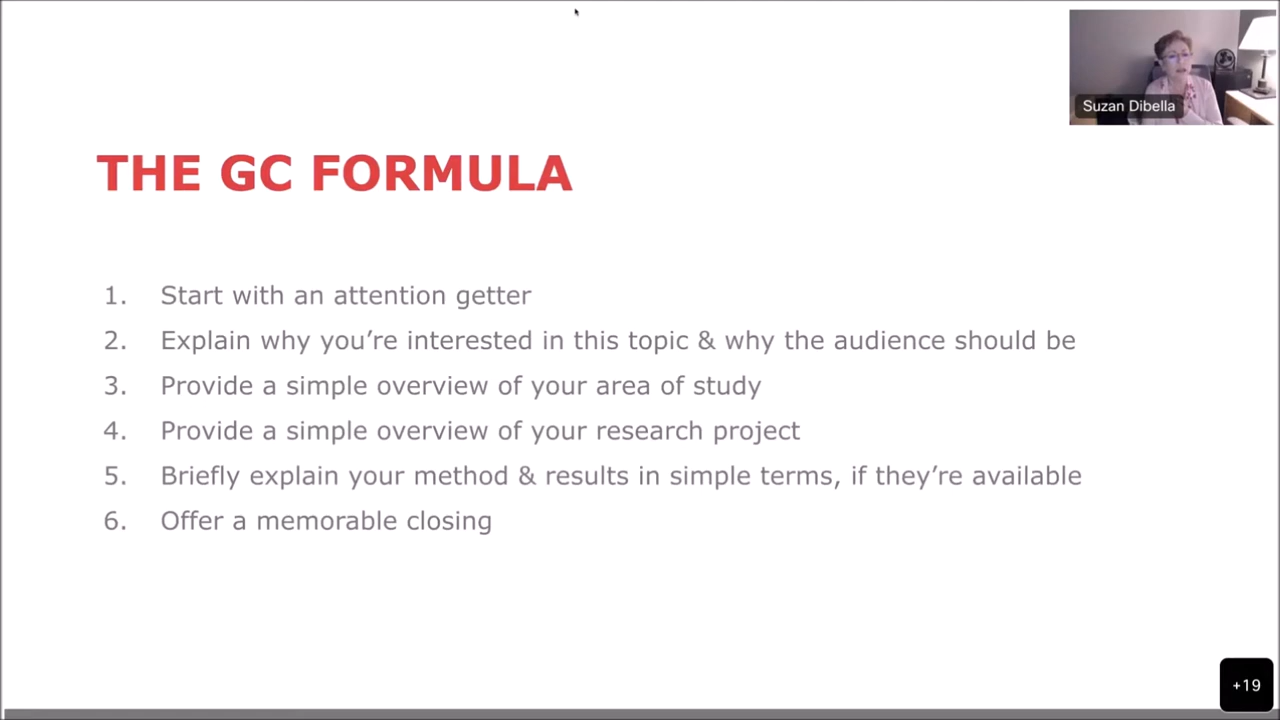 Suzan Dibella
THE GC FORMULA
1. Start with an attention getter
2. Explain why you’re interested in this topic & why the audience should be
3. Provide a simple overview of your area of study
4. Provide a simple overview of your research project
5. Briefly explain your method & results in simple terms, if they’re available
6. Offer a memorable closing
+19